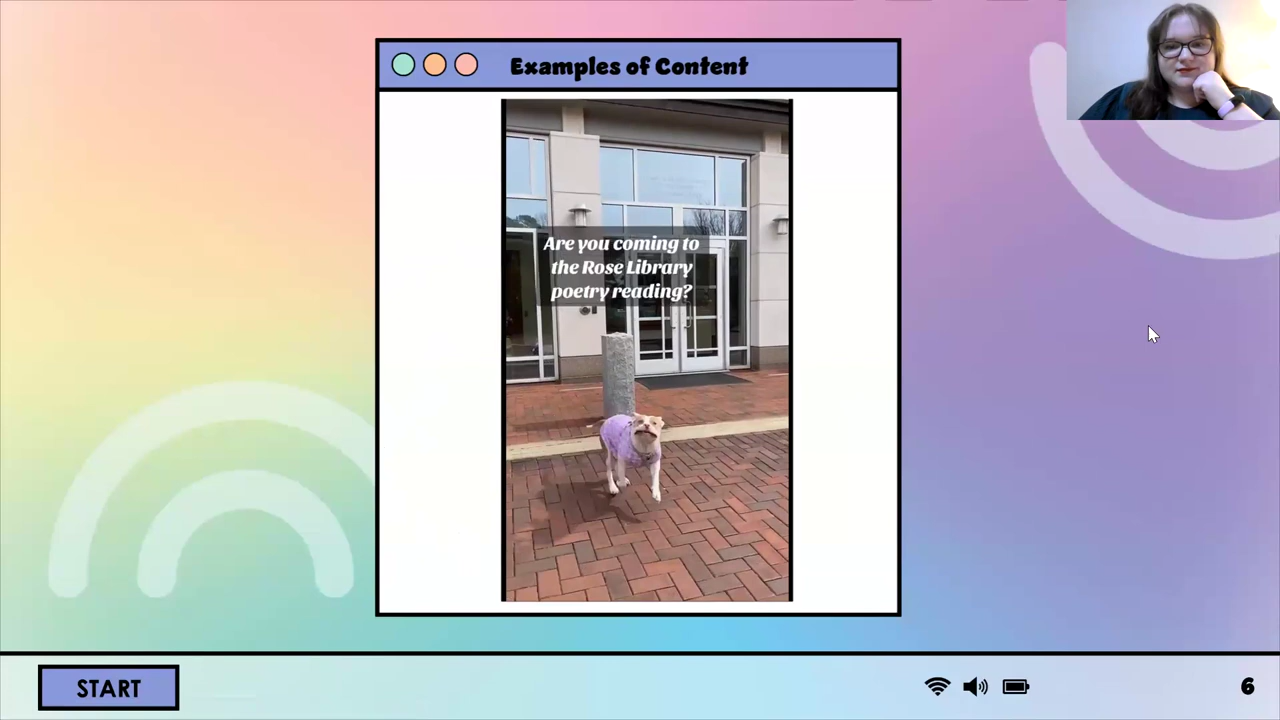 Examples of Content
Are you coming to
the Rose Library
poetry reading?
START
6